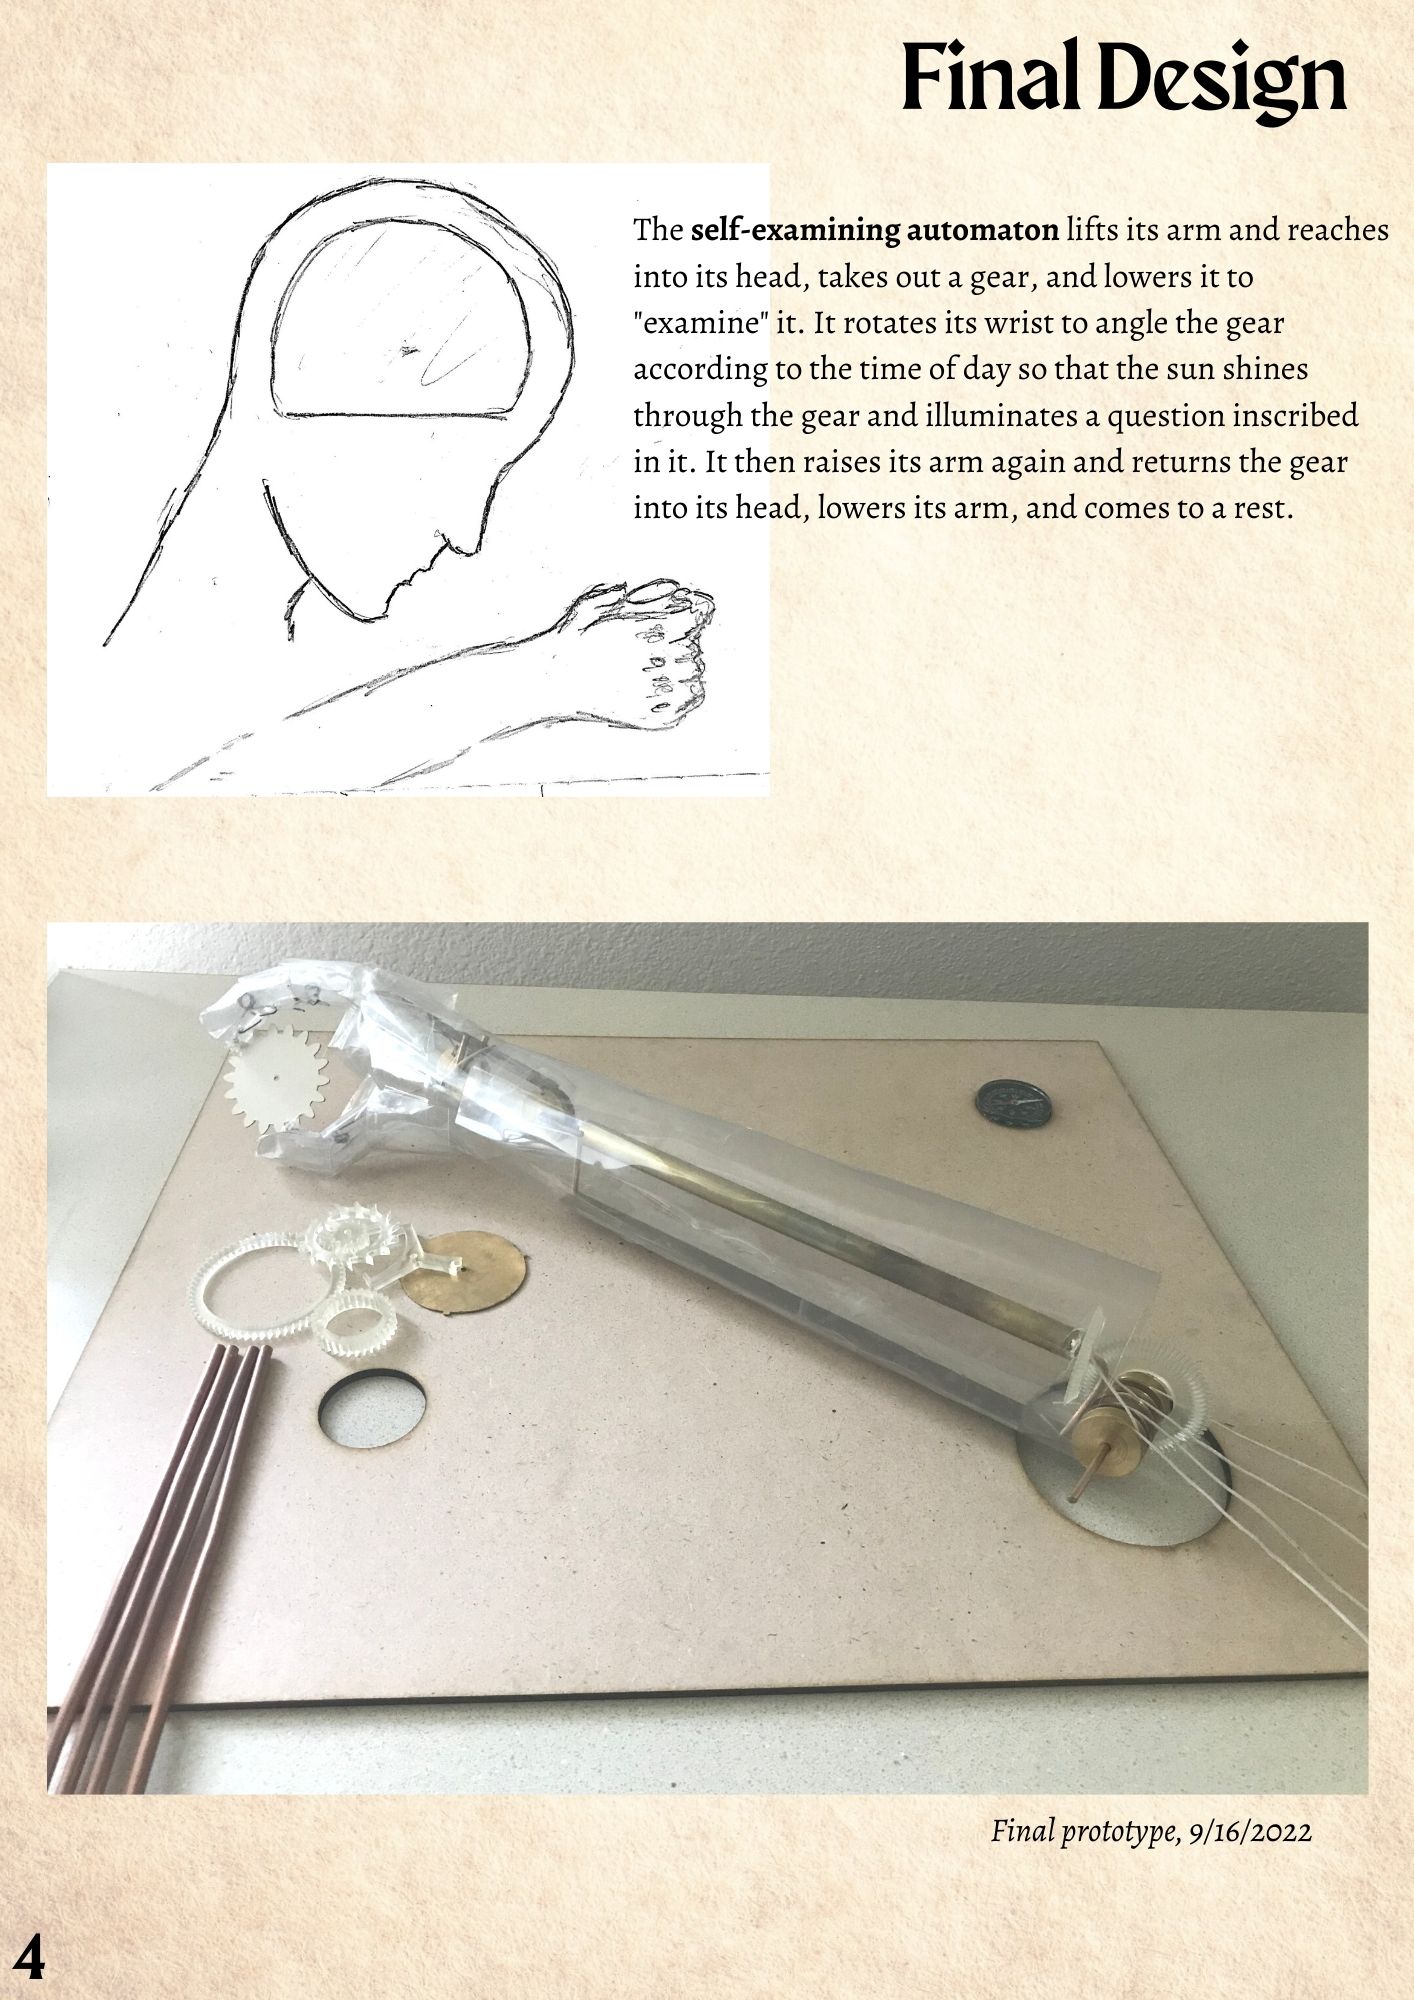 Final Design
The self-examining automaton lifts its arm and reaches
into its head, takes out a gear, and lowers it to
"examine" it. It rotates its wrist to angle the gear
according to the time of day so that the sun shines
through the gear and illuminates a question inscribed
in it. It then raises its arm again and returns the gear
into its head, lowers its arm, and comes to a rest.
Final prototype, 9/16/2022
4